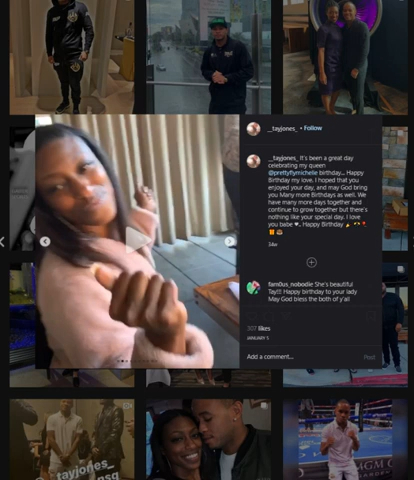 __tayjones_ • Follow
__tayjones_ It's been a great day
celebrating my queen
@prettyflymichelle birthday... Happy
Birthday my love. I hoped that you
enjoyed your day, and may God bring
you Many more Birthdays as well. We
have many more days together and
continue to grow together but there's
nothing like your special day. I love
you babe ❤️. Happy Birthday
54w
fam0us_nobodie She's beautiful
Tay!!! Happy birthday to your lady
May God bless the both of y'all
307 likes
JANUARY 5
Add a comment...
Post
tayjones_
MGM